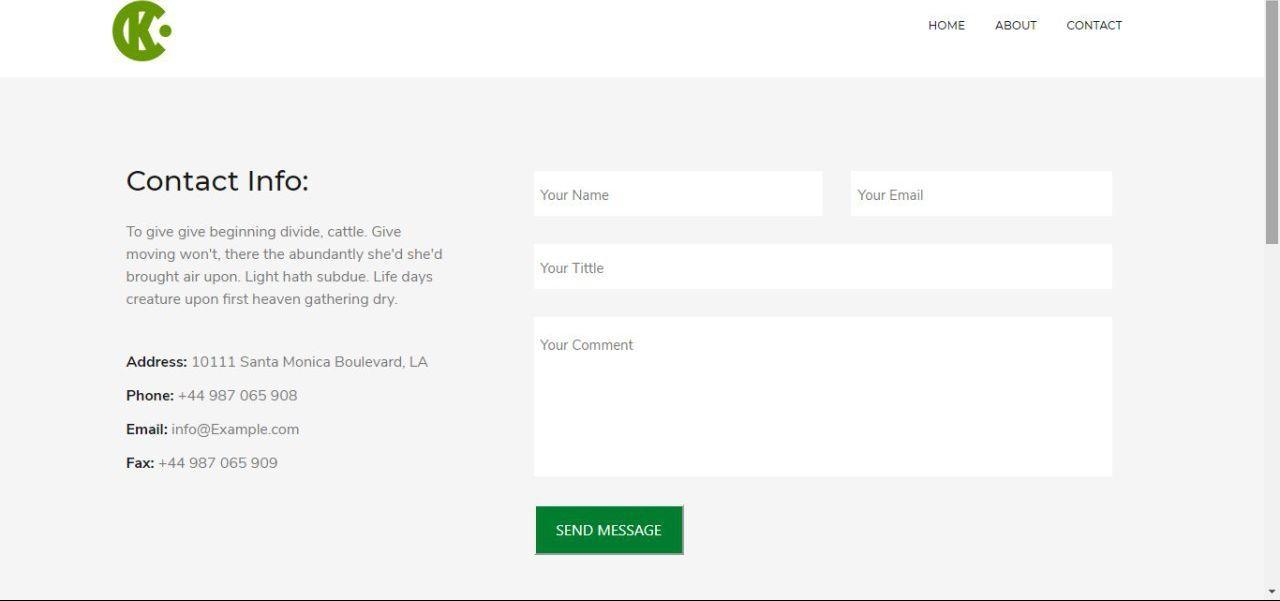 CK
HOME ABOUT CONTACT
Contact Info:
To give give beginning divide, cattle. Give
moving won't, there the abundantly she'd she'd
brought air upon. Light hath subdue. Life days
creature upon first heaven gathering dry.
Address: 10111 Santa Monica Boulevard, LA
Phone: +44 987 065 908
Email: info@Example.com
Fax: +44 987 065 909
Your Name Your Email
Your Tittle
Your Comment
SEND MESSAGE